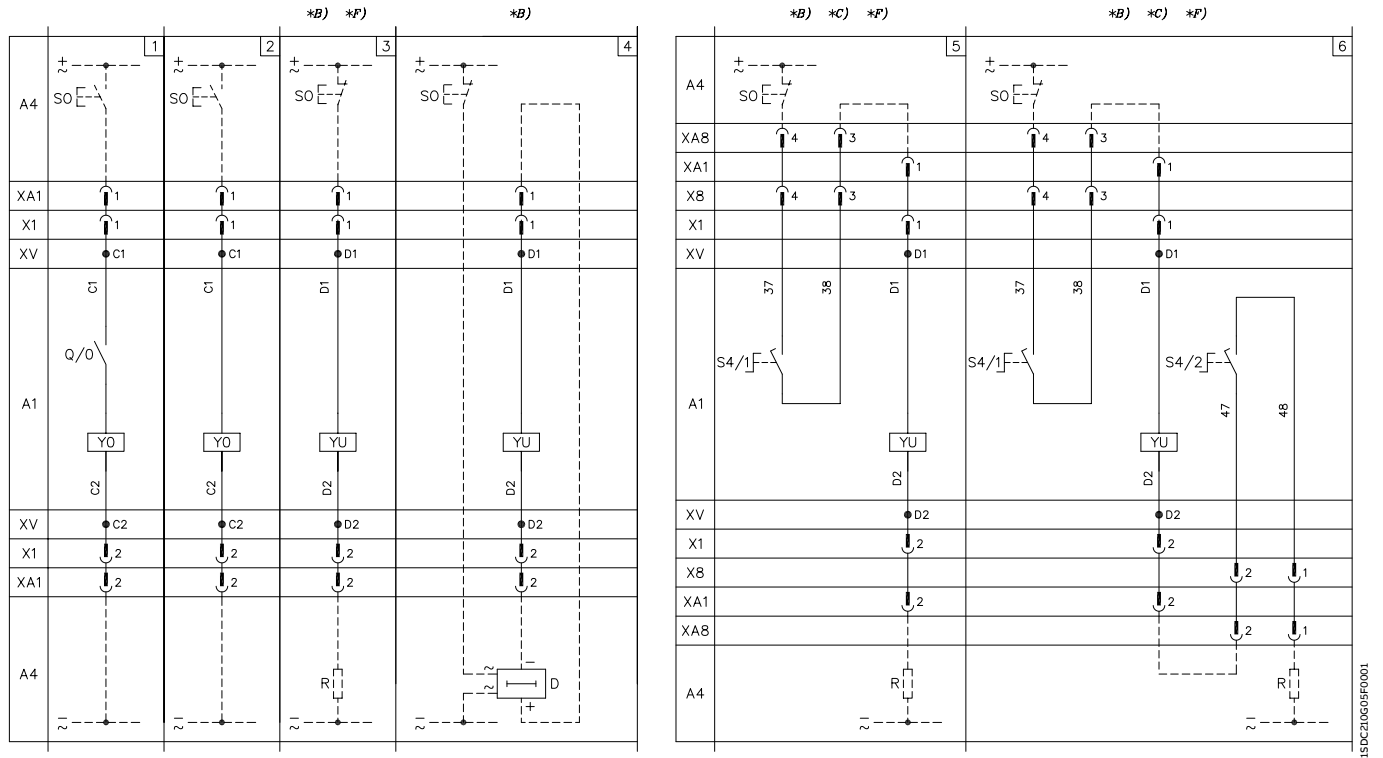 *B) *F)
*B)
*B) *C) *F)
*B) *C) *F)
1
2
3
4
5
6
A4
+
~
SO
+
~
SO
+
~
SO
+
~
SO
A4
+
~
SO
+
~
SO
XA8
4
3
4
3
XA1
1
1
X8
4
3
4
3
X1
1
1
XV
D1
D1
XA1
1
1
1
1
X1
1
1
1
1
XV
C1
C1
D1
D1
A1
C1
C1
D1
D1
Q/0
YO
YO
YU
YU
C2
C2
D2
D2
XV
C2
C2
D2
D2
X1
2
2
2
2
XA1
2
2
2
2
A4
R
~
~
−
D
+
−
~
−
~
−
~
−
~
A1
37
38
D1
37
38
D1
S4/1
S4/1
S4/2
47
48
YU
YU
D2
D2
XV
D2
D2
X1
2
2
X8
2
1
XA1
2
2
XA8
2
1
A4
R
R
−
~
−
~
1SDC210G05F0001